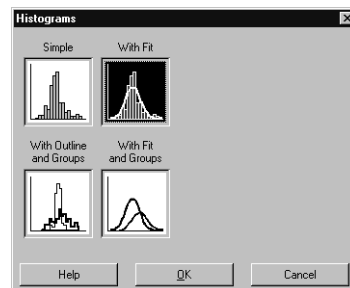 Histograms
Simple
With Fit
With Outline
and Groups
With Fit
and Groups
Help
OK
Cancel